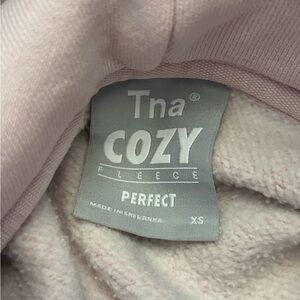 Tna®
COZY
FLEECE
PERFECT
MADE IN SRI LANKA
XS